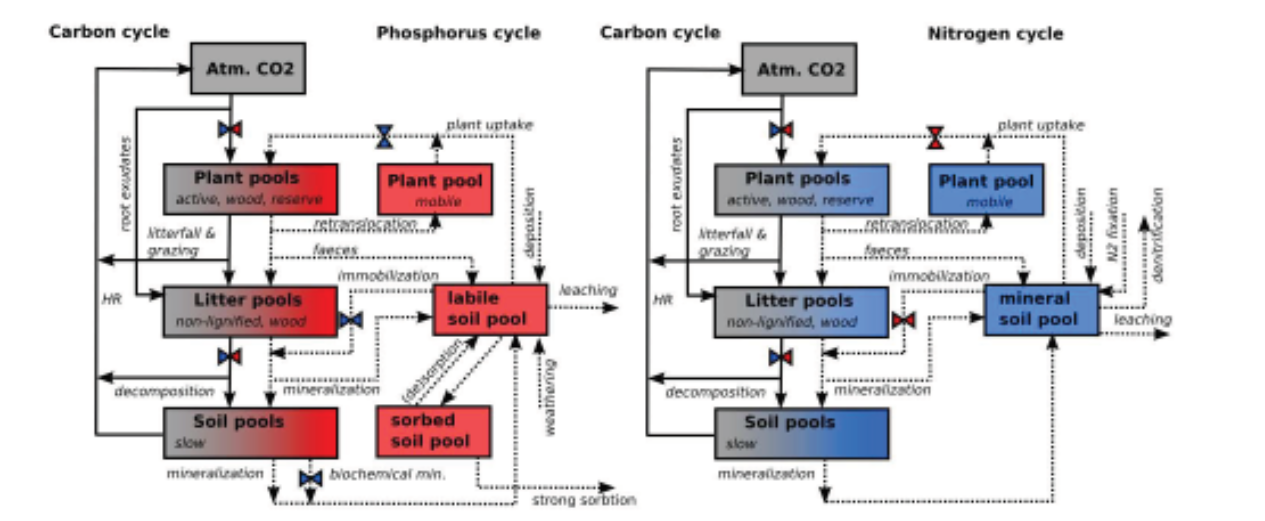 Carbon cycle
Phosphorus cycle
Atm. CO2
plant uptake
root exudates
Plant pools
active, wood, reserve
Plant pool
mobile
retranslocation
deposition
litterfall &
grazing
faeces
immobilization
HR
Litter pools
non-lignified, wood
labile
soil pool
leaching
decomposition
mineralization
(de)sorption
weathering
Soil pools
slow
sorbed
soil pool
mineralization
biochemical min.
strong sorbtion
Carbon cycle
Nitrogen cycle
Atm. CO2
plant uptake
root exudates
Plant pools
active, wood, reserve
Plant pool
mobile
retranslocation
deposition
N2 fixation
denitrification
litterfall &
grazing
faeces
immobilization
HR
Litter pools
non-lignified, wood
mineral
soil pool
leaching
decomposition
mineralization
Soil pools
slow
mineralization